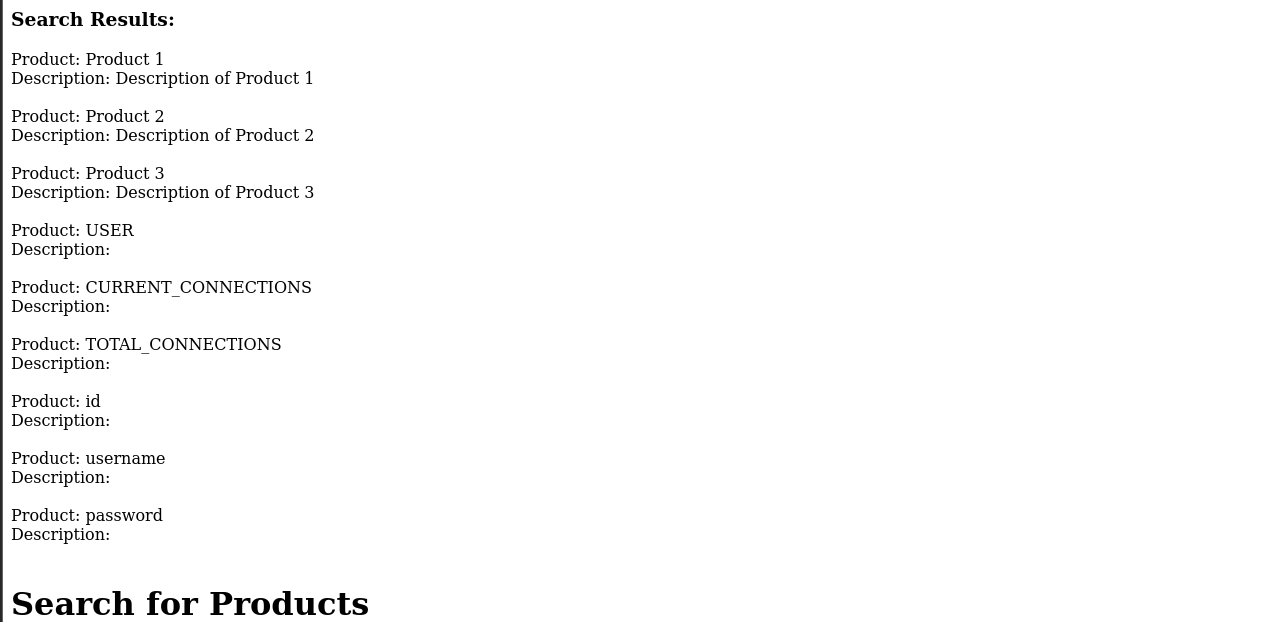 Search Results:
Product: Product 1
Description: Description of Product 1
Product: Product 2
Description: Description of Product 2
Product: Product 3
Description: Description of Product 3
Product: USER
Description:
Product: CURRENT_CONNECTIONS
Description:
Product: TOTAL_CONNECTIONS
Description:
Product: id
Description:
Product: username
Description:
Product: password
Description:
Search for Products